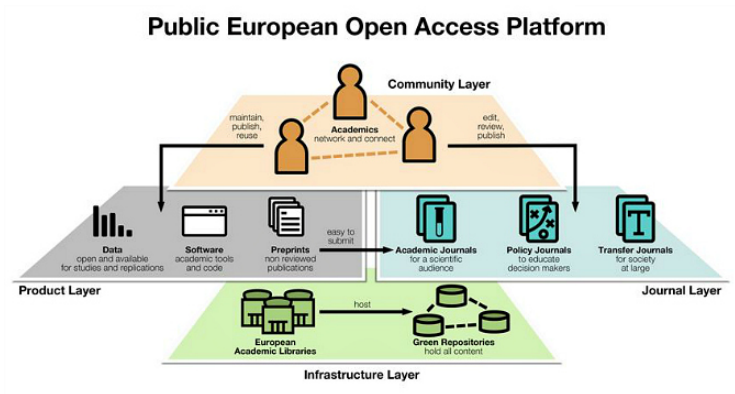 Public European Open Access Platform
Community Layer
maintain,
publish,
reuse
Academics
network and connect
edit,
review,
publish
Data
open and available
for studies and replications
Software
academic tools
and code
Preprints
non reviewed
publications
easy to
submit
Academic Journals
for a scientific
audience
Policy Journals
to educate
decision makers
T
Transfer Journals
for society
at large
Product Layer
Journal Layer
European
Academic Libraries
host
Green Repositories
hold all content
Infrastructure Layer